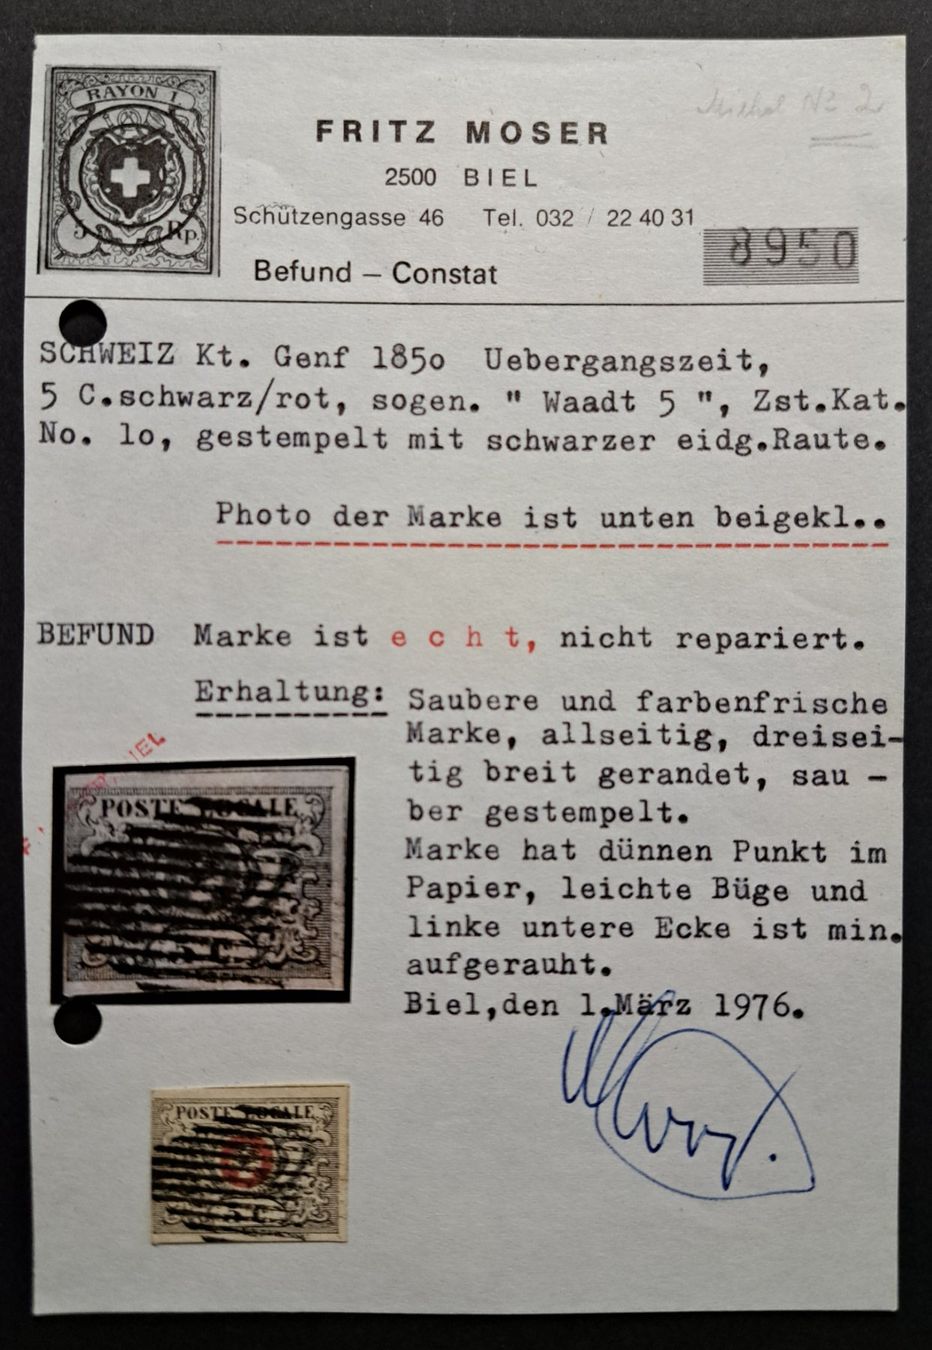 RAYON I.
5 Rp.
FRITZ MOSER
2500 BIEL
Schützengasse 46 Tel. 032 / 22 40 31
Befund – Constat
8950
SCHWEIZ Kt. Genf 185o Uebergangszeit,
5 C.schwarz/rot, sogen. " Waadt 5 ", Zst.Kat.
No. lo, gestempelt mit schwarzer eidg.Raute.
Photo der Marke ist unten beigekl..
BEFUND Marke ist e c h t, nicht repariert.
Erhaltung: Saubere und farbenfrische
Marke, allseitig, dreisei-
tig breit gerandet, sau -
ber gestempelt.
Marke hat dünnen Punkt im
Papier, leichte Büge und
linke untere Ecke ist min.
aufgerauht.
Biel,den l.März 1976.
POSTE LOCALE
POSTE LOCALE